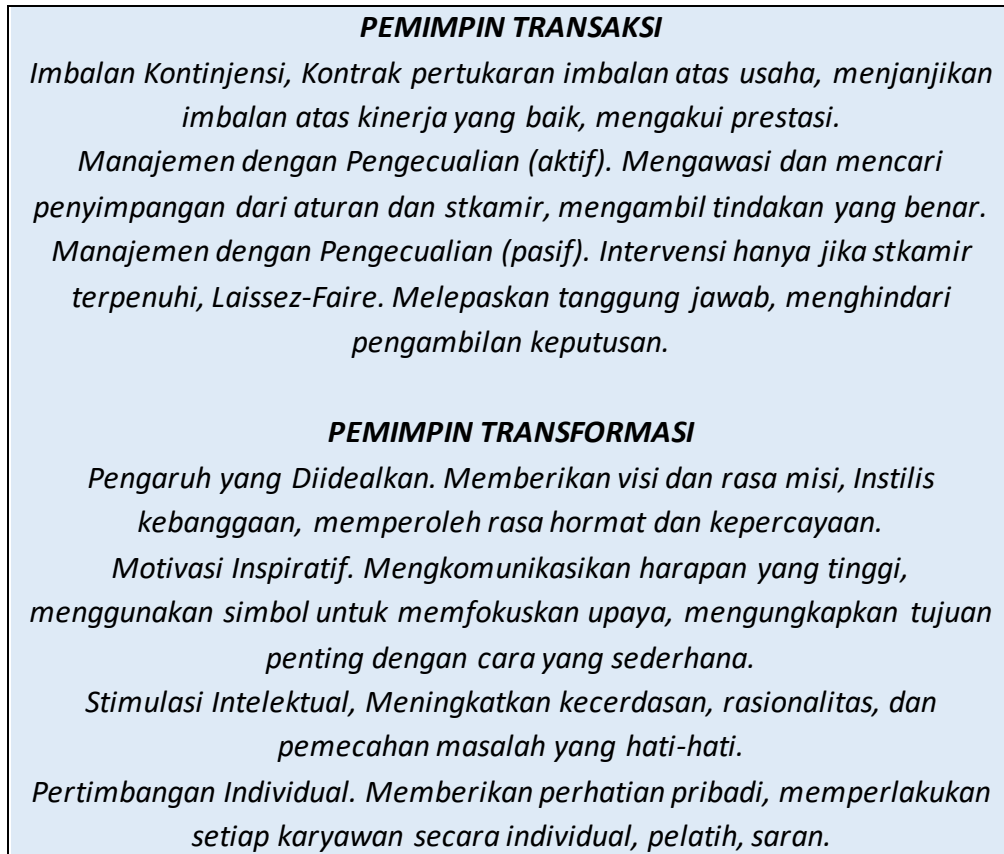 PEMIMPIN TRANSAKSI
Imbalan Kontinjensi, Kontrak pertukaran imbalan atas usaha, menjanjikan
imbalan atas kinerja yang baik, mengakui prestasi.
Manajemen dengan Pengecualian (aktif). Mengawasi dan mencari
penyimpangan dari aturan dan stkamir, mengambil tindakan yang benar.
Manajemen dengan Pengecualian (pasif). Intervensi hanya jika stkamir
terpenuhi, Laissez-Faire. Melepaskan tanggung jawab, menghindari
pengambilan keputusan.
PEMIMPIN TRANSFORMASI
Pengaruh yang Diidealkan. Memberikan visi dan rasa misi, Instilis
kebanggaan, memperoleh rasa hormat dan kepercayaan.
Motivasi Inspiratif. Mengkomunikasikan harapan yang tinggi,
menggunakan simbol untuk memfokuskan upaya, mengungkapkan tujuan
penting dengan cara yang sederhana.
Stimulasi Intelektual, Meningkatkan kecerdasan, rasionalitas, dan
pemecahan masalah yang hati-hati.
Pertimbangan Individual. Memberikan perhatian pribadi, memperlakukan
setiap karyawan secara individual, pelatih, saran.